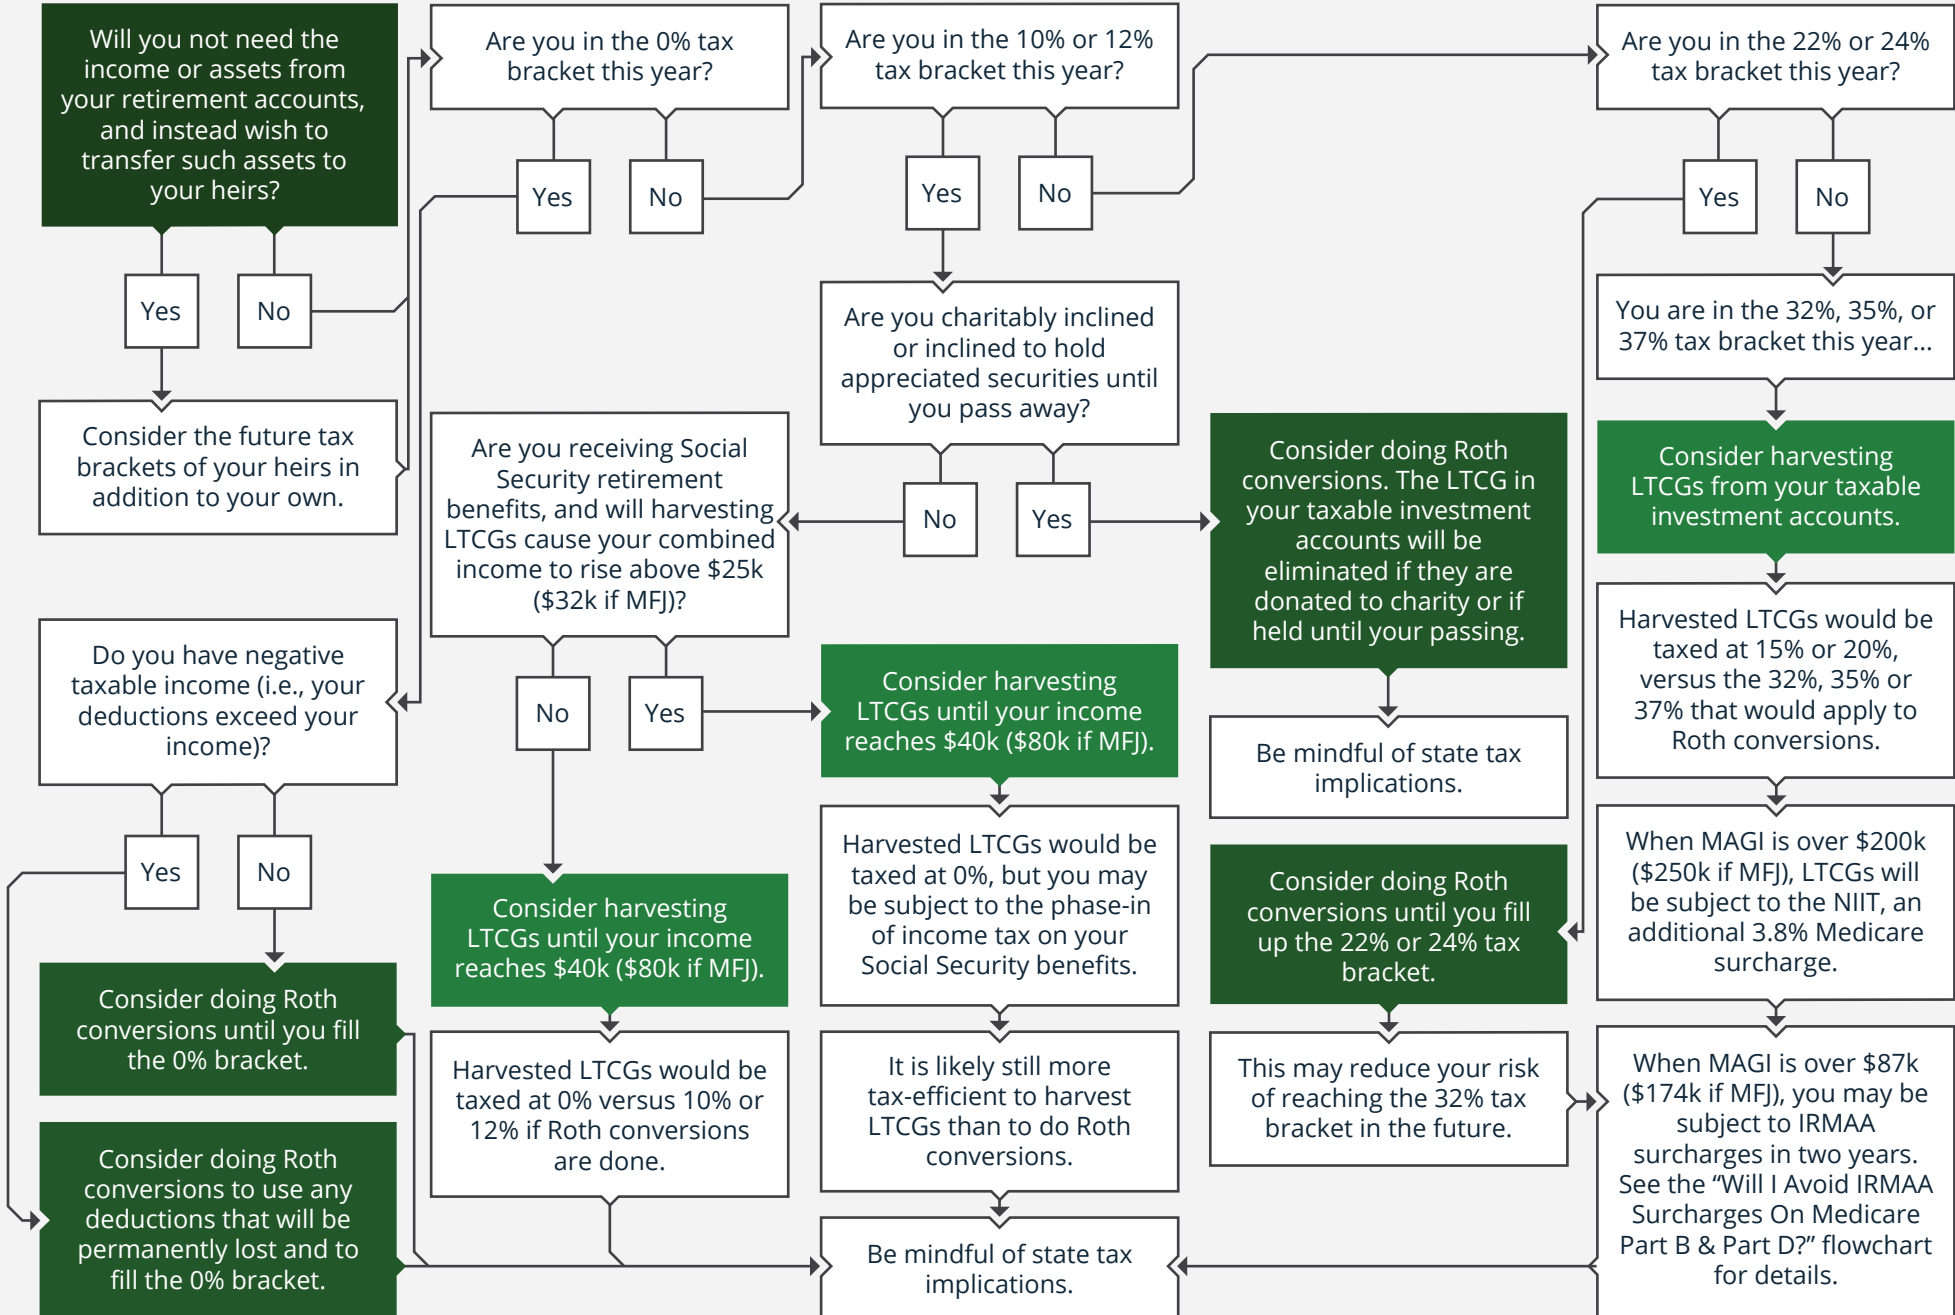 Will you not need the
income or assets from
your retirement accounts,
and instead wish to
transfer such assets to
your heirs?
Yes
No
Consider the future tax
brackets of your heirs in
addition to your own.
Are you in the 0% tax
bracket this year?
Yes
No
Do you have negative
taxable income (i.e., your
deductions exceed your
income)?
Yes
No
Consider doing Roth
conversions until you fill
the 0% bracket.
Consider doing Roth
conversions to use any
deductions that will be
permanently lost and to
fill the 0% bracket.
Are you in the 10% or 12%
tax bracket this year?
Yes
No
Are you charitably inclined
or inclined to hold
appreciated securities until
you pass away?
No
Yes
Are you receiving Social
Security retirement
benefits, and will harvesting
LTCGs cause your combined
income to rise above $25k
($32k if MFJ)?
No
Yes
Consider harvesting
LTCGs until your income
reaches $40k ($80k if MFJ).
Harvested LTCGs would be
taxed at 0% versus 10% or
12% if Roth conversions
are done.
Consider harvesting
LTCGs until your income
reaches $40k ($80k if MFJ).
Harvested LTCGs would be
taxed at 0%, but you may
be subject to the phase-in
of income tax on your
Social Security benefits.
It is likely still more
tax-efficient to harvest
LTCGs than to do Roth
conversions.
Be mindful of state tax
implications.
Consider doing Roth
conversions. The LTCG in
your taxable investment
accounts will be
eliminated if they are
donated to charity or if
held until your passing.
Be mindful of state tax
implications.
Are you in the 22% or 24%
tax bracket this year?
Yes
No
Consider doing Roth
conversions until you fill
up the 22% or 24% tax
bracket.
This may reduce your risk
of reaching the 32% tax
bracket in the future.
You are in the 32%, 35%, or
37% tax bracket this year...
Consider harvesting
LTCGs from your taxable
investment accounts.
Harvested LTCGs would be
taxed at 15% or 20%,
versus the 32%, 35% or
37% that would apply to
Roth conversions.
When MAGI is over $200k
($250k if MFJ), LTCGs will
be subject to the NIIT, an
additional 3.8% Medicare
surcharge.
When MAGI is over $87k
($174k if MFJ), you may be
subject to IRMAA
surcharges in two years.
See the “Will I Avoid IRMAA
Surcharges On Medicare
Part B & Part D?” flowchart
for details.